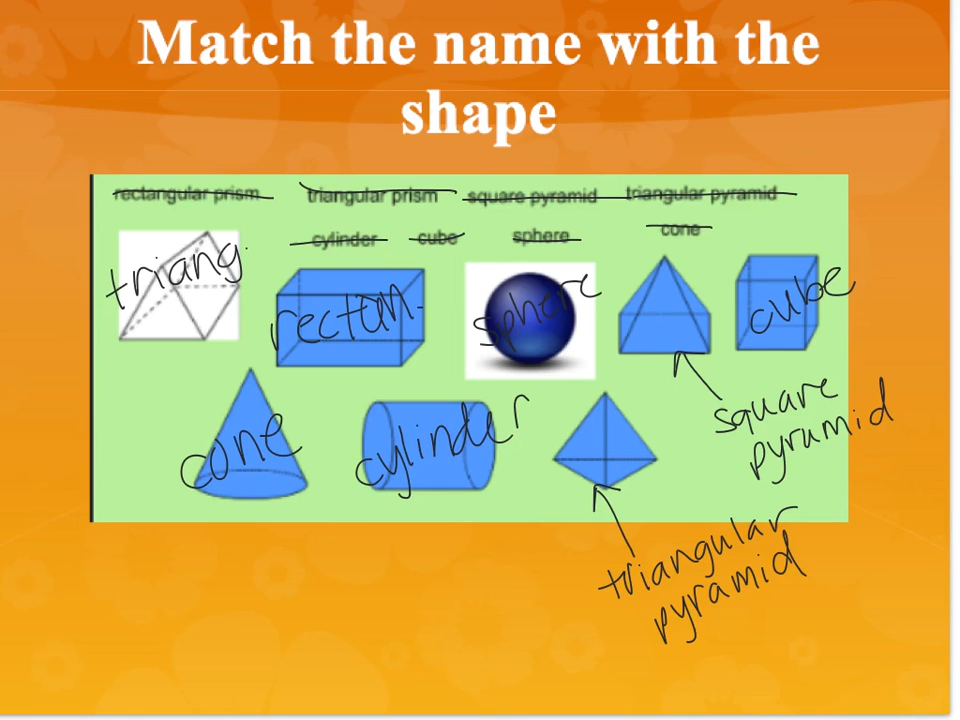 Match the name with the
shape
rectangular prism triangular prism square pyramid triangular pyramid
cylinder cube sphere cone
triang.
rectan.
sphere
cube
square
pyramid
cone
cylinder
triangular
pyramid